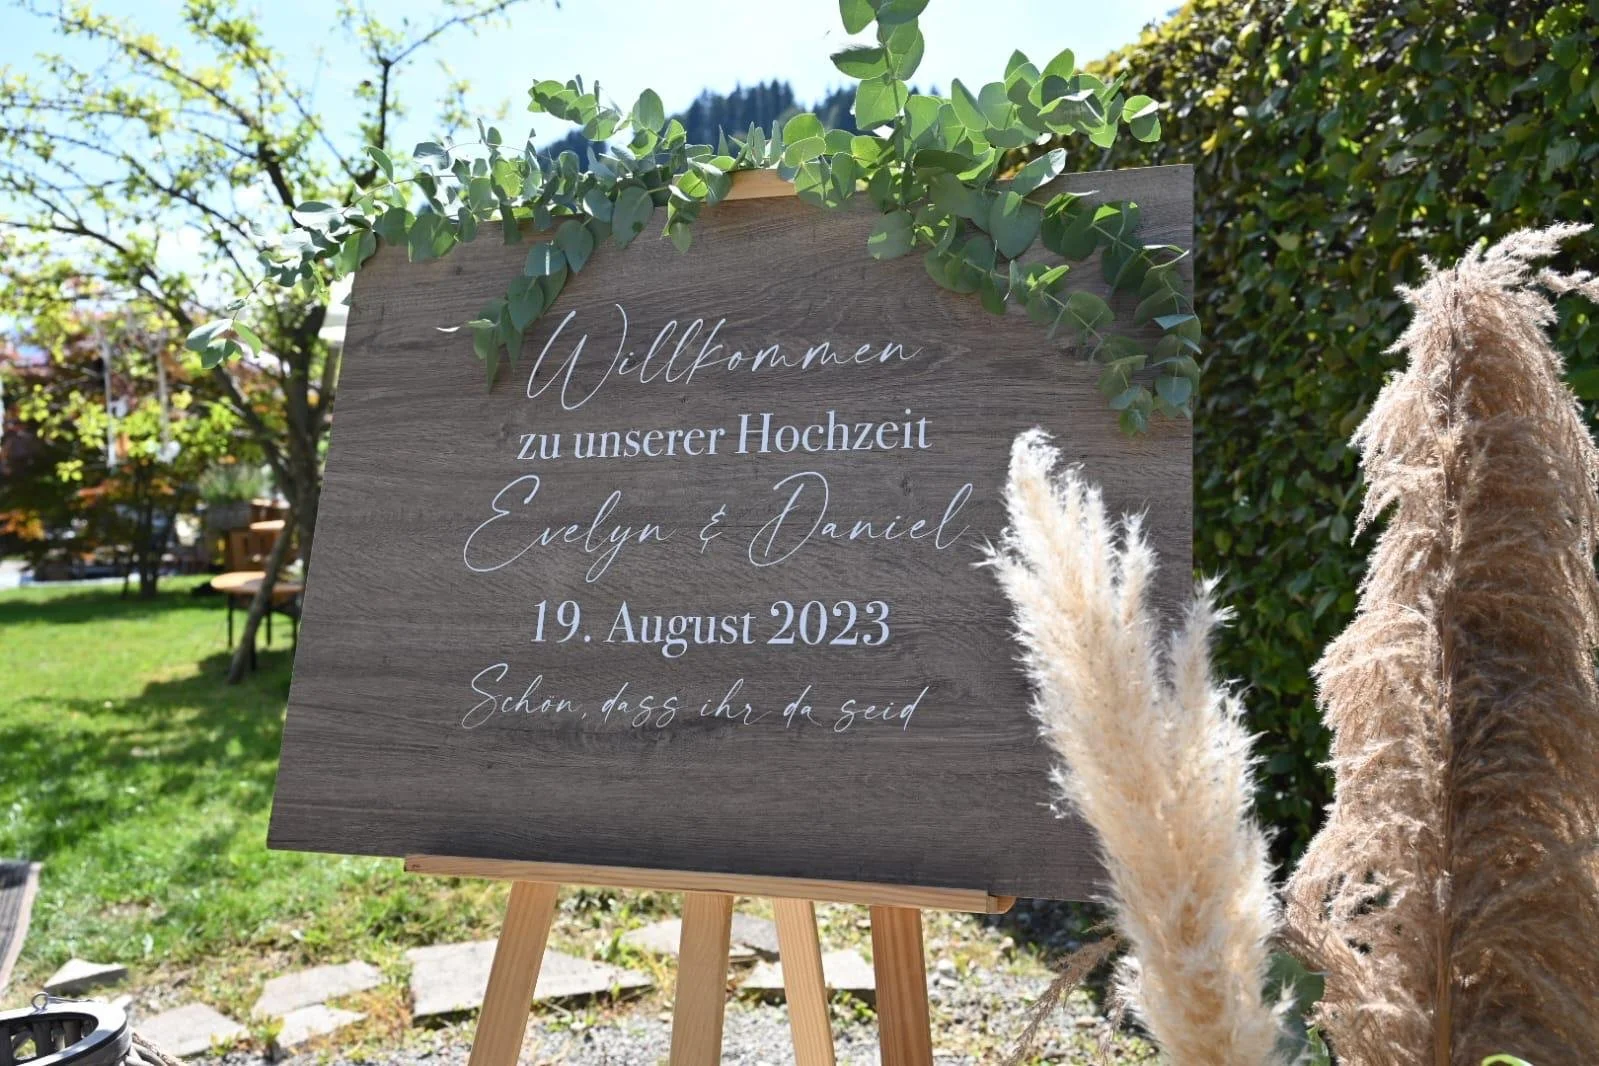 Willkommen
zu unserer Hochzeit
Evelyn & Daniel
19. August 2023
Schön, dass ihr da seid